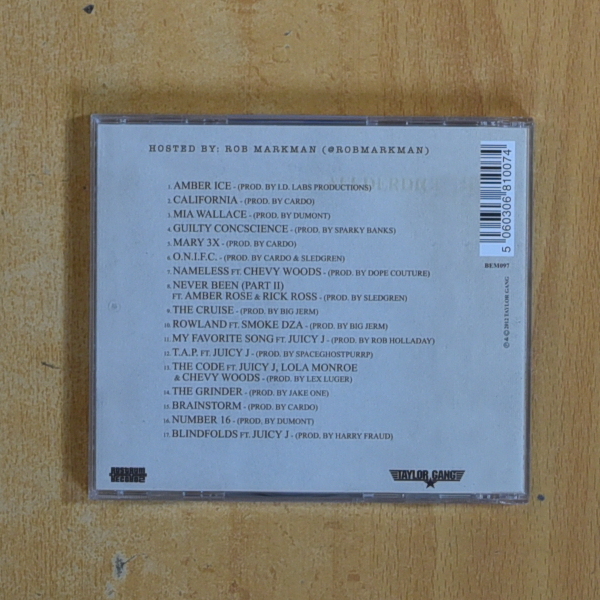 HOSTED BY: ROB MARKMAN (@ROBMARKMAN)
1. AMBER ICE - (PROD. BY I.D. LABS PRODUCTIONS)
2. CALIFORNIA - (PROD. BY CARDO)
3. MIA WALLACE - (PROD. BY DUMONT)
4. GUILTY CONCSCIENCE - (PROD. BY SPARKY BANKS)
5. MARY 3X - (PROD. BY CARDO)
6. O.N.I.F.C. - (PROD. BY CARDO & SLEDGREN)
7. NAMELESS FT. CHEVY WOODS - (PROD. BY DOPE COUTURE)
8. NEVER BEEN (PART II)
FT. AMBER ROSE & RICK ROSS - (PROD. BY SLEDGREN)
9. THE CRUISE - (PROD. BY BIG JERM)
10. ROWLAND FT. SMOKE DZA - (PROD. BY BIG JERM)
11. MY FAVORITE SONG FT. JUICY J - (PROD. BY ROB HOLLADAY)
12. T.A.P. FT. JUICY J - (PROD. BY SPACEGHOSTPURRP)
13. THE CODE FT. JUICY J, LOLA MONROE
& CHEVY WOODS - (PROD. BY LEX LUGER)
14. THE GRINDER - (PROD. BY JAKE ONE)
15. BRAINSTORM - (PROD. BY CARDO)
16. NUMBER 16 - (PROD. BY DUMONT)
17. BLINDFOLDS FT. JUICY J - (PROD. BY HARRY FRAUD)
5 060306 810074
BEM097
℗ & © 2012 TAYLOR GANG
ROSTRUM
RECORDS
TAYLOR GANG